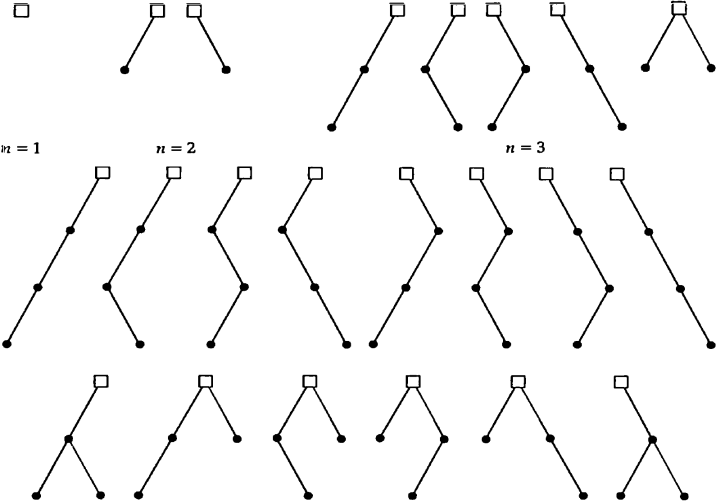 n = 1
n = 2
n = 3